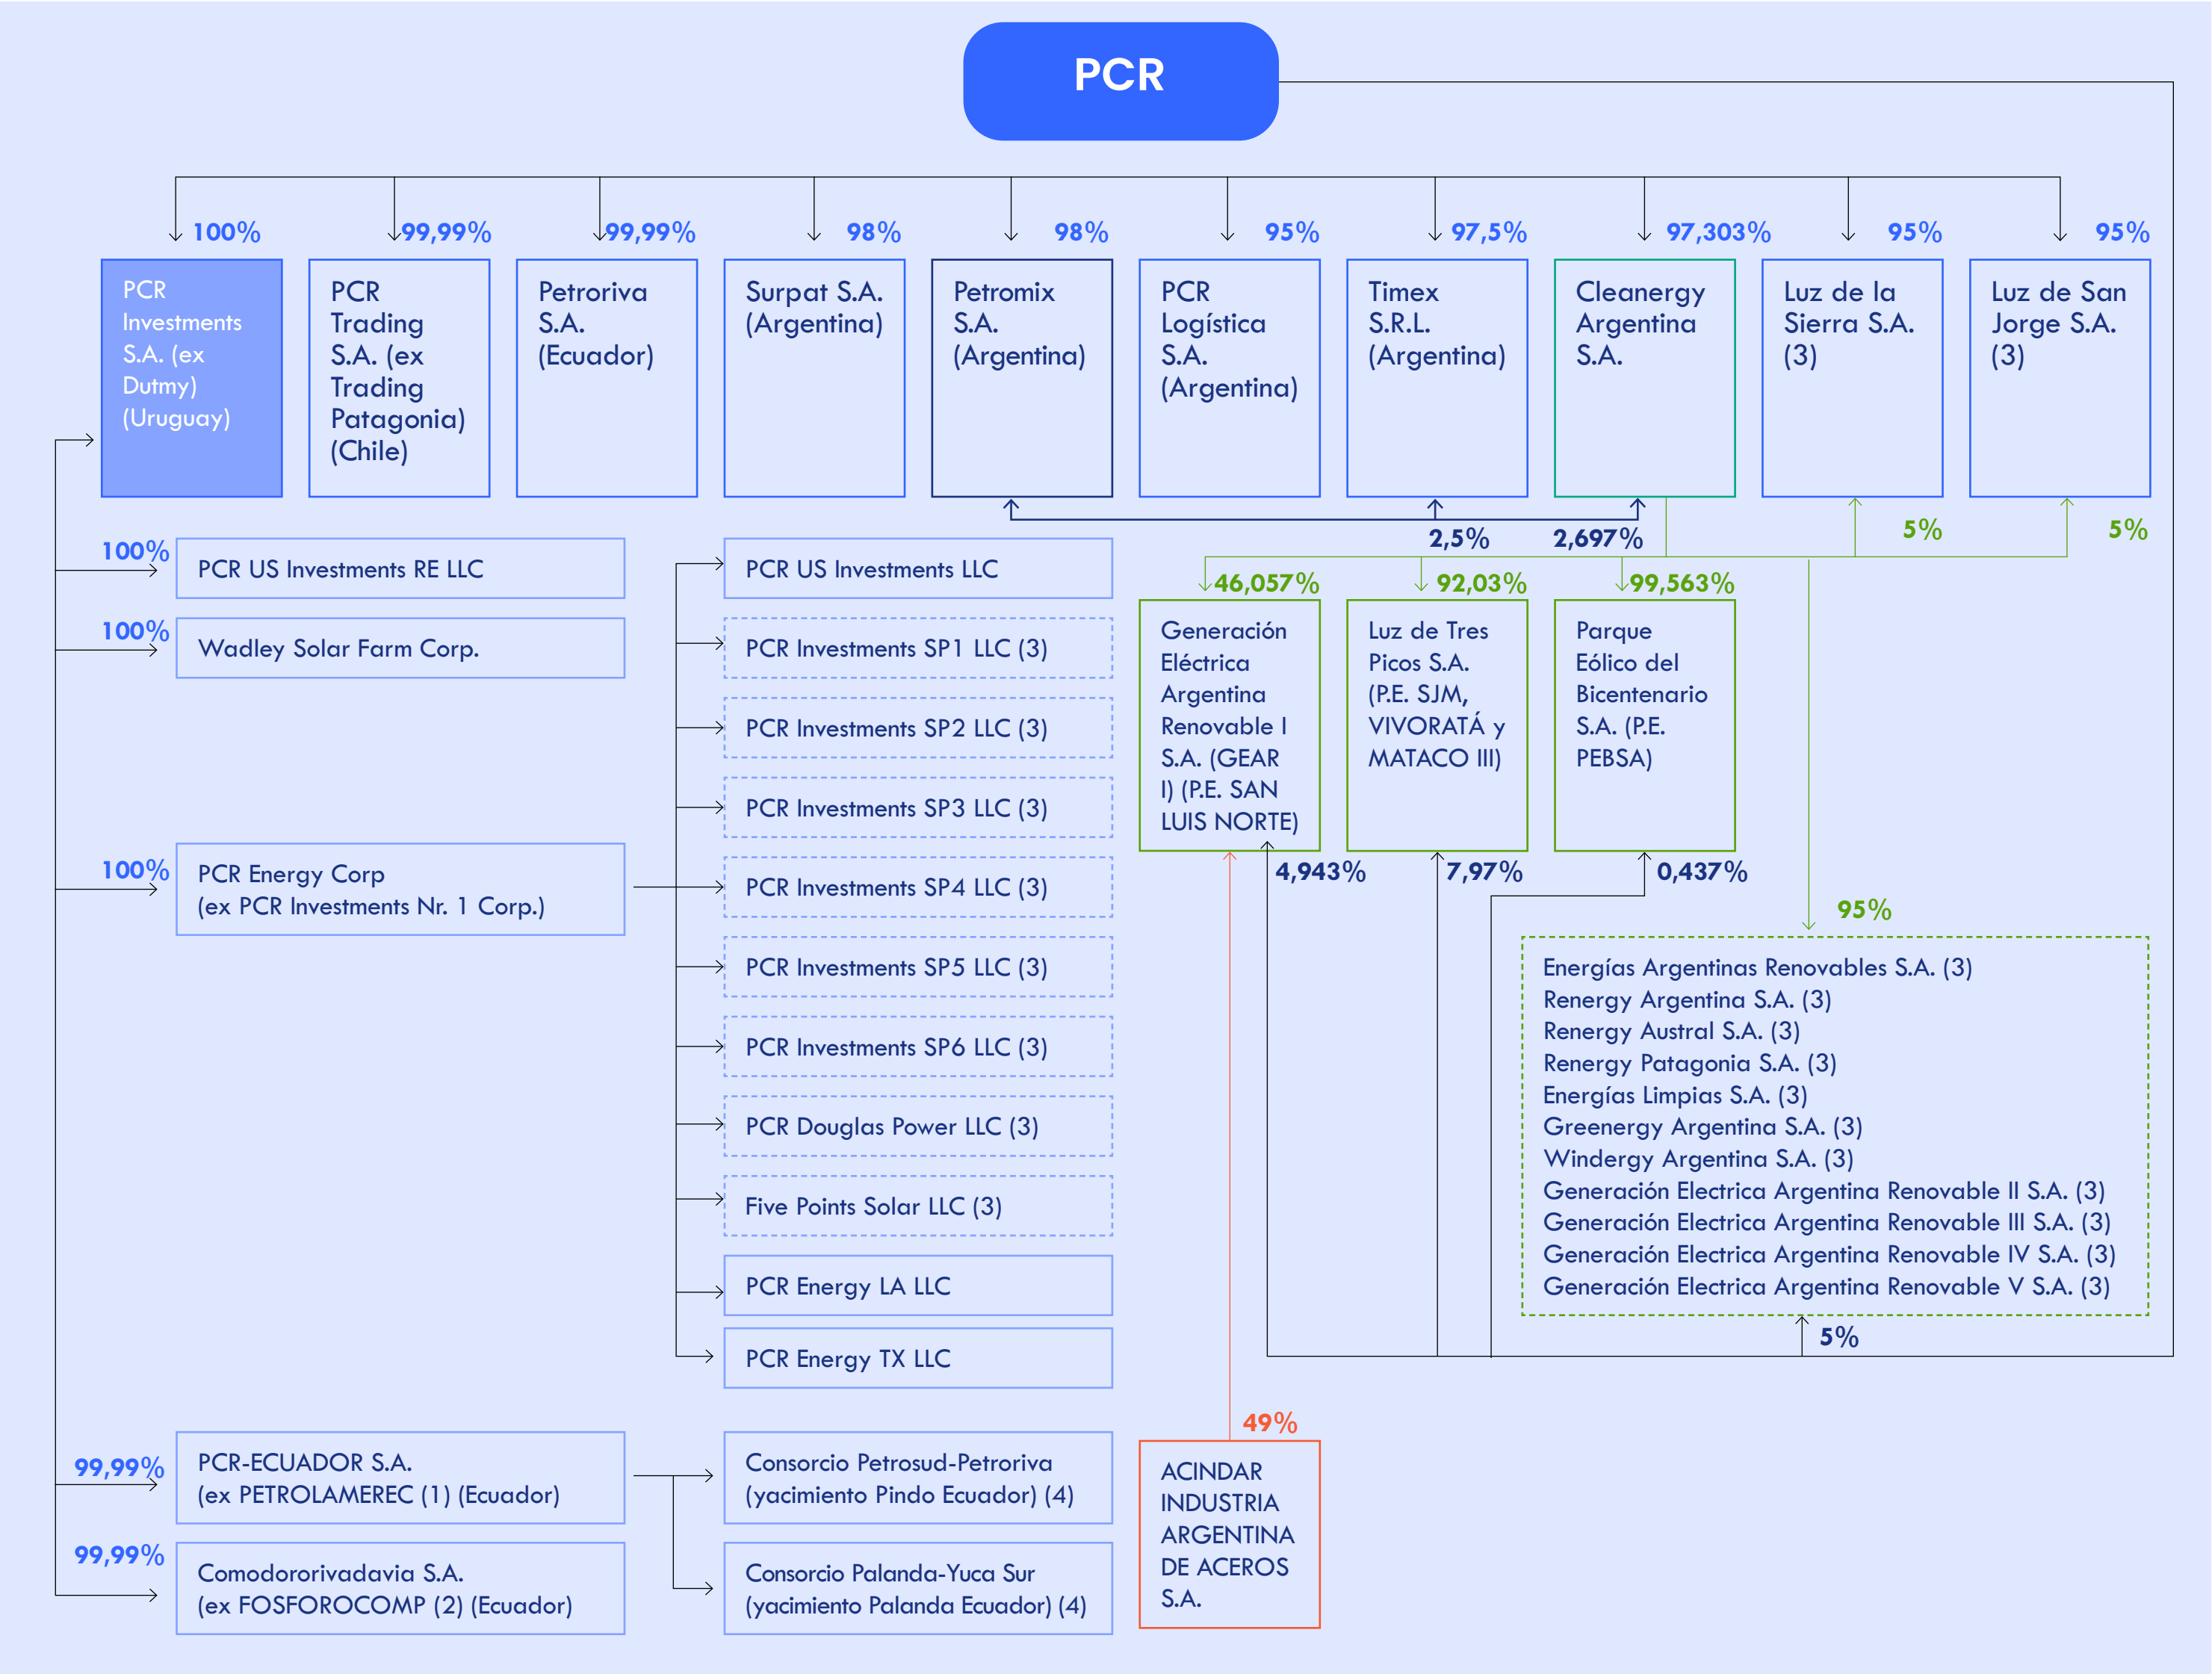 PCR
100%
99,99%
99,99%
98%
98%
95%
97,5%
97,303%
95%
95%
PCR
Investments
S.A. (ex
Dutmy)
(Uruguay)
PCR
Trading
S.A. (ex
Trading
Patagonia)
(Chile)
Petroriva
S.A.
(Ecuador)
Surpat S.A.
(Argentina)
Petromix
S.A.
(Argentina)
PCR
Logística
S.A.
(Argentina)
Timex
S.R.L.
(Argentina)
Cleanergy
Argentina
S.A.
Luz de la
Sierra S.A.
(3)
Luz de San
Jorge S.A.
(3)
2,5%
2,697%
5%
5%
100%
PCR US Investments RE LLC
100%
Wadley Solar Farm Corp.
100%
PCR Energy Corp
(ex PCR Investments Nr. 1 Corp.)
99,99%
PCR-ECUADOR S.A.
(ex PETROLAMEREC (1) (Ecuador)
99,99%
Comodororivadavia S.A.
(ex FOSFOROCOMP (2) (Ecuador)
PCR US Investments LLC
PCR Investments SP1 LLC (3)
PCR Investments SP2 LLC (3)
PCR Investments SP3 LLC (3)
PCR Investments SP4 LLC (3)
PCR Investments SP5 LLC (3)
PCR Investments SP6 LLC (3)
PCR Douglas Power LLC (3)
Five Points Solar LLC (3)
PCR Energy LA LLC
PCR Energy TX LLC
Consorcio Petrosud-Petroriva
(yacimiento Pindo Ecuador) (4)
Consorcio Palanda-Yuca Sur
(yacimiento Palanda Ecuador) (4)
46,057%
92,03%
99,563%
Generación
Eléctrica
Argentina
Renovable I
S.A. (GEAR
I) (P.E. SAN
LUIS NORTE)
Luz de Tres
Picos S.A.
(P.E. SJM,
VIVORATÁ y
MATACO III)
Parque
Eólico del
Bicentenario
S.A. (P.E.
PEBSA)
4,943%
7,97%
0,437%
95%
Energías Argentinas Renovables S.A. (3)
Renergy Argentina S.A. (3)
Renergy Austral S.A. (3)
Renergy Patagonia S.A. (3)
Energías Limpias S.A. (3)
Greenergy Argentina S.A. (3)
Windergy Argentina S.A. (3)
Generación Electrica Argentina Renovable II S.A. (3)
Generación Electrica Argentina Renovable III S.A. (3)
Generación Electrica Argentina Renovable IV S.A. (3)
Generación Electrica Argentina Renovable V S.A. (3)
5%
49%
ACINDAR
INDUSTRIA
ARGENTINA
DE ACEROS
S.A.